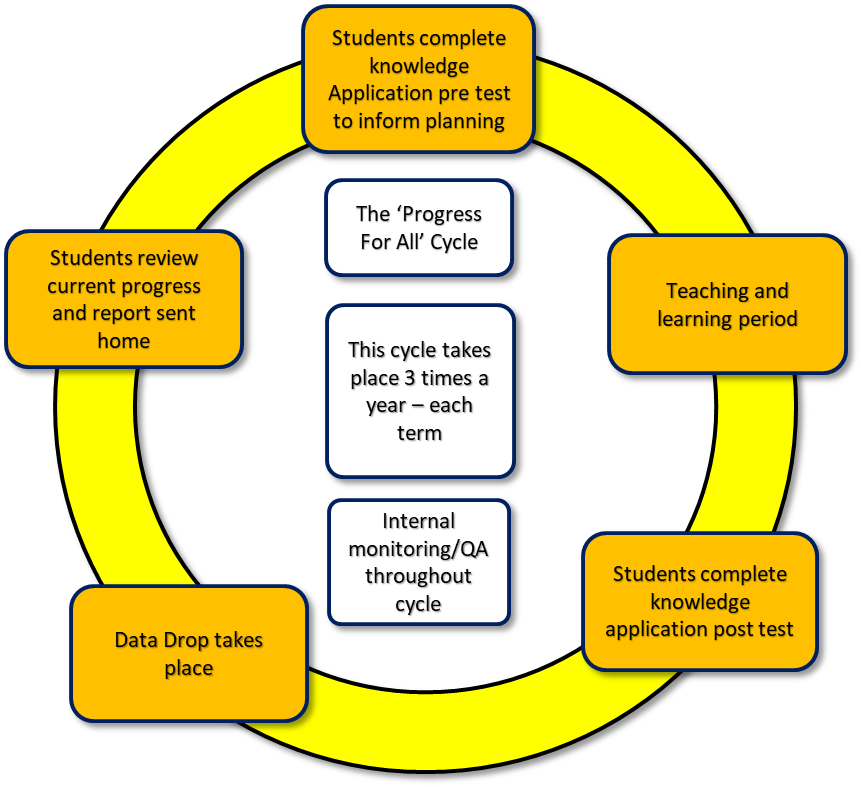 Students complete
knowledge
Application pre test
to inform planning
The ‘Progress
For All’ Cycle
Students review
current progress
and report sent
home
Teaching and
learning period
This cycle takes
place 3 times a
year – each
term
Internal
monitoring/QA
throughout
cycle
Students complete
knowledge
application post test
Data Drop takes
place